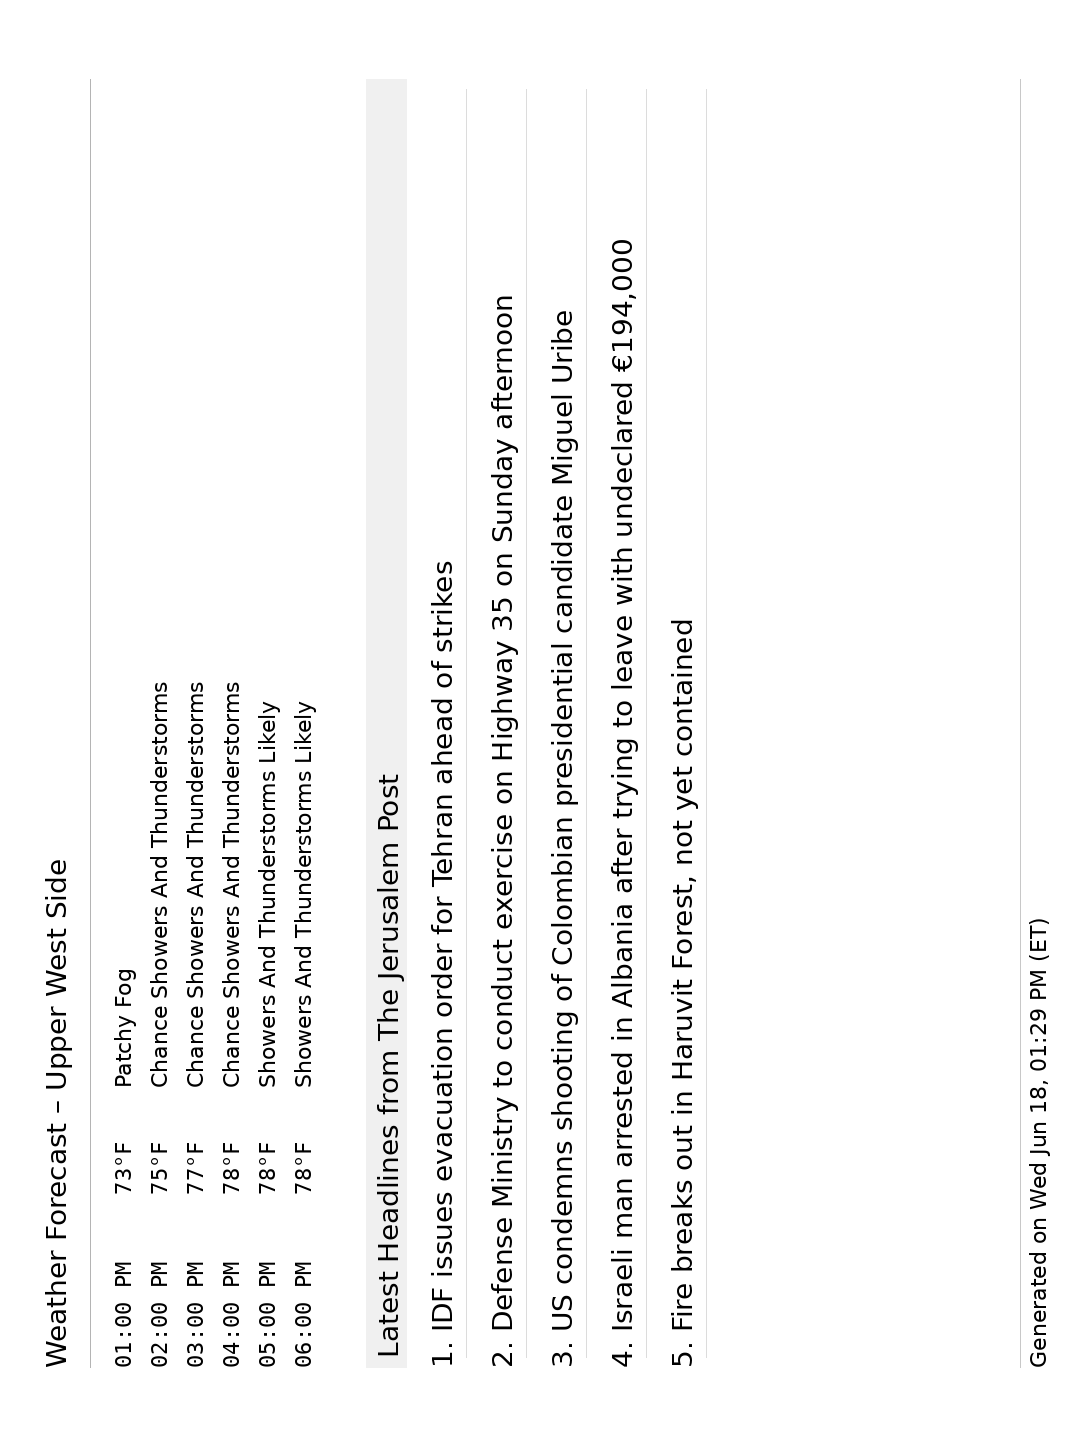 Weather Forecast – Upper West Side
01:00 PM 73°F Patchy Fog
02:00 PM 75°F Chance Showers And Thunderstorms
03:00 PM 77°F Chance Showers And Thunderstorms
04:00 PM 78°F Chance Showers And Thunderstorms
05:00 PM 78°F Showers And Thunderstorms Likely
06:00 PM 78°F Showers And Thunderstorms Likely
Latest Headlines from The Jerusalem Post
1. IDF issues evacuation order for Tehran ahead of strikes
2. Defense Ministry to conduct exercise on Highway 35 on Sunday afternoon
3. US condemns shooting of Colombian presidential candidate Miguel Uribe
4. Israeli man arrested in Albania after trying to leave with undeclared €194,000
5. Fire breaks out in Haruvit Forest, not yet contained
Generated on Wed Jun 18, 01:29 PM (ET)